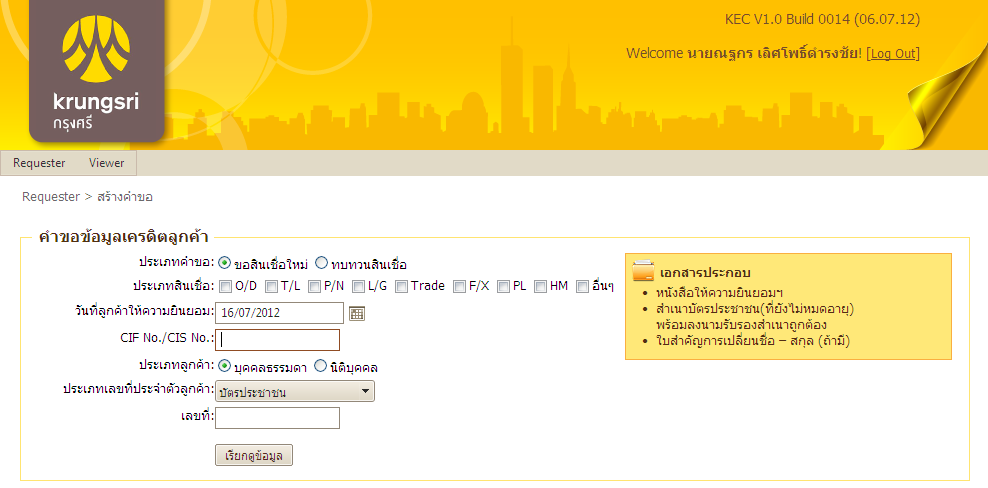 KEC V1.0 Build 0014 (06.07.12)
Welcome นายณฐกร เลิศโพธิ์ดำรงชัย! [Log Out]
krungsri
กรุงศรี
Requester Viewer
Requester > สร้างคำขอ
คำขอข้อมูลเครดิตลูกค้า
ประเภทคำขอ: ขอสินเชื่อใหม่ ทบทวนสินเชื่อ
ประเภทสินเชื่อ: O/D T/L P/N L/G Trade F/X PL HM อื่นๆ
วันที่ลูกค้าให้ความยินยอม: 16/07/2012
CIF No./CIS No.:
ประเภทลูกค้า: บุคคลธรรมดา นิติบุคคล
ประเภทเลขที่ประจำตัวลูกค้า: บัตรประชาชน
เลขที่:
เรียกดูข้อมูล
เอกสารประกอบ
• หนังสือให้ความยินยอมฯ
• สำเนาบัตรประชาชน(ที่ยังไม่หมดอายุ)
พร้อมลงนามรับรองสำเนาถูกต้อง
• ใบสำคัญการเปลี่ยนชื่อ – สกุล (ถ้ามี)